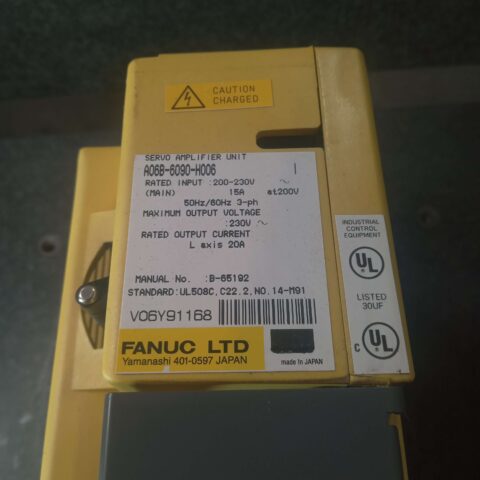 CAUTION
CHARGED
SERVO AMPLIFIER UNIT
A06B-6090-H006 I
RATED INPUT :200-230V ~
(MAIN) 15A at200V
50Hz/60Hz 3-ph
MAXIMUM OUTPUT VOLTAGE
:230V ~
RATED OUTPUT CURRENT
L axis 20A
MANUAL No. :B-65192
STANDARD:UL508C,C22.2,NO.14-M91
V06Y91168
FANUC LTD
Yamanashi 401-0597 JAPAN
made in JAPAN
INDUSTRIAL
CONTROL
EQUIPMENT
UL
LISTED
30UF
C UL